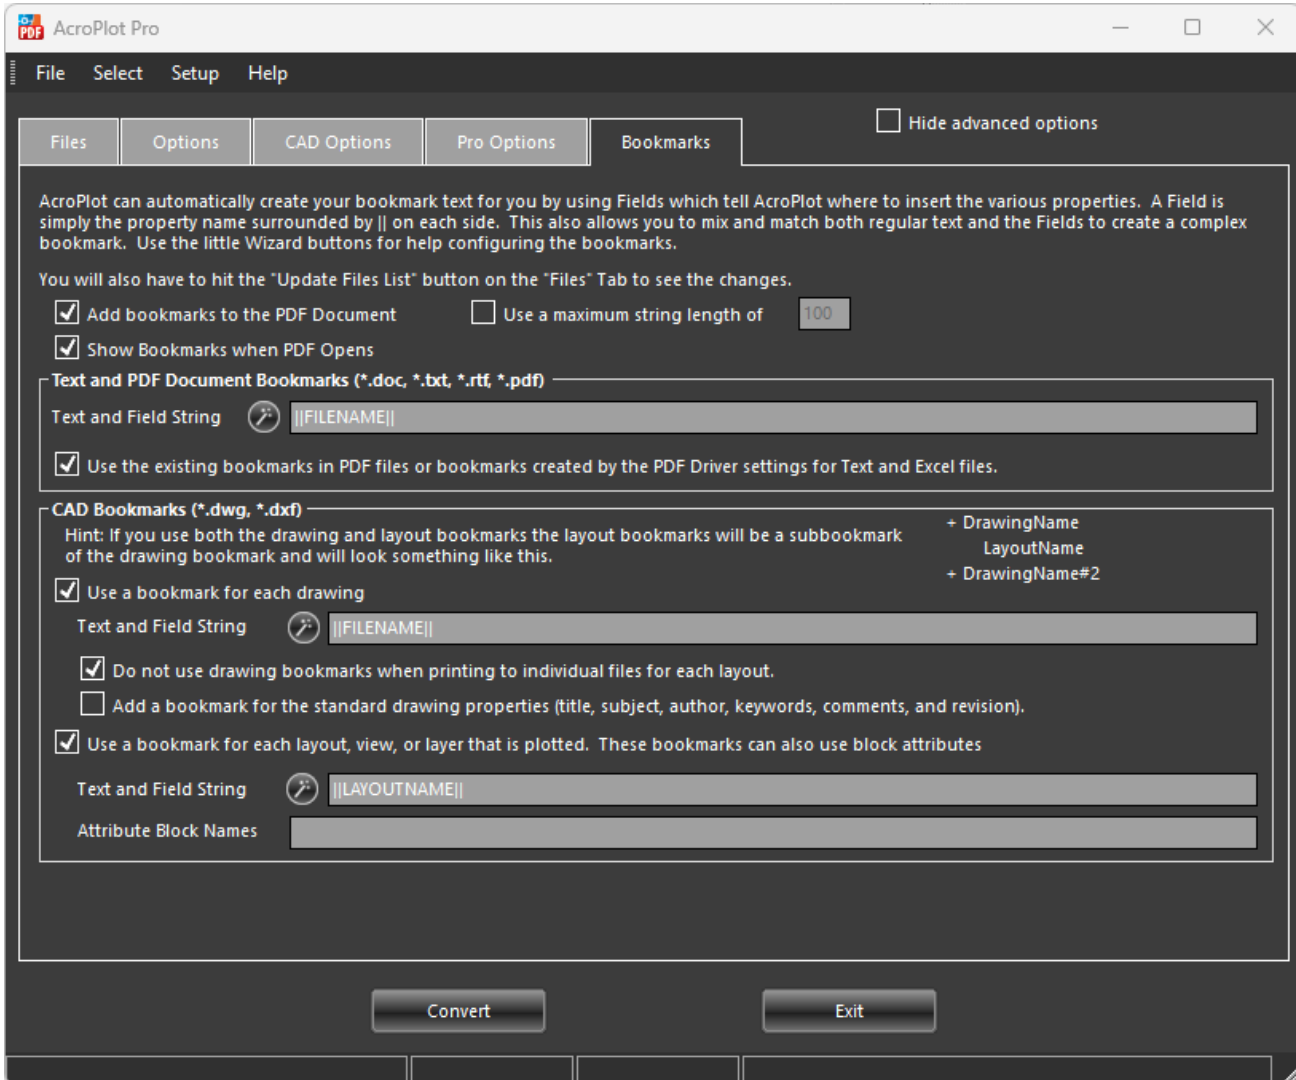 AcroPlot Pro
File Select Setup Help
Hide advanced options
Files Options CAD Options Pro Options Bookmarks
AcroPlot can automatically create your bookmark text for you by using Fields which tell AcroPlot where to insert the various properties. A Field is
simply the property name surrounded by || on each side. This also allows you to mix and match both regular text and the Fields to create a complex
bookmark. Use the little Wizard buttons for help configuring the bookmarks.
You will also have to hit the "Update Files List" button on the "Files" Tab to see the changes.
Add bookmarks to the PDF Document Use a maximum string length of 100
Show Bookmarks when PDF Opens
Text and PDF Document Bookmarks (*.doc, *.txt, *.rtf, *.pdf)
Text and Field String ||FILENAME||
Use the existing bookmarks in PDF files or bookmarks created by the PDF Driver settings for Text and Excel files.
CAD Bookmarks (*.dwg, *.dxf)
Hint: If you use both the drawing and layout bookmarks the layout bookmarks will be a subbookmark
of the drawing bookmark and will look something like this.
+ DrawingName
LayoutName
+ DrawingName#2
Use a bookmark for each drawing
Text and Field String ||FILENAME||
Do not use drawing bookmarks when printing to individual files for each layout.
Add a bookmark for the standard drawing properties (title, subject, author, keywords, comments, and revision).
Use a bookmark for each layout, view, or layer that is plotted. These bookmarks can also use block attributes
Text and Field String ||LAYOUTNAME||
Attribute Block Names
Convert Exit